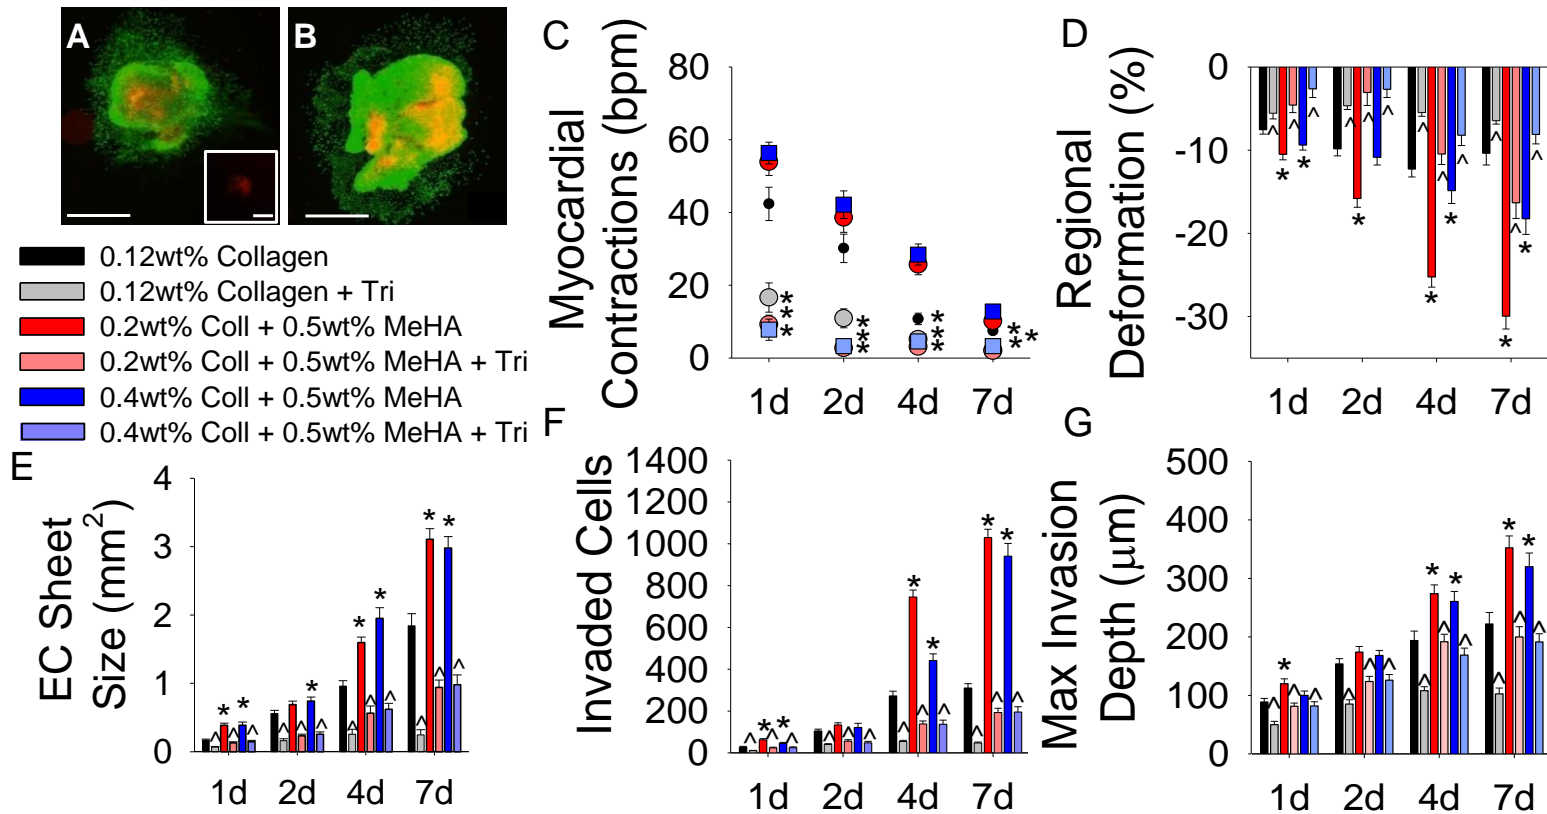 A
B
0.12wt% Collagen
0.12wt% Collagen + Tri
0.2wt% Coll + 0.5wt% MeHA
0.2wt% Coll + 0.5wt% MeHA + Tri
0.4wt% Coll + 0.5wt% MeHA
0.4wt% Coll + 0.5wt% MeHA + Tri
C
Myocardial
Contractions (bpm)
80
60
40
20
0
* * *
* * *
* * *
* * *
1d 2d 4d 7d
D
Regional
Deformation (%)
0
-10
-20
-30
^ * ^ * ^
^ * ^ ^
^ * ^ * ^
^ * ^ * ^
1d 2d 4d 7d
E
EC Sheet
Size (mm²)
4
3
2
1
0
^ * ^ * ^
^ ^ * ^
^ * ^ * ^
^ * ^ * ^
1d 2d 4d 7d
F
Invaded Cells
1400
1200
1000
800
600
400
200
0
^ * ^ * ^
^ ^ ^
^ * ^ * ^
^ * ^ * ^
1d 2d 4d 7d
G
Max Invasion
Depth (μm)
500
400
300
200
100
0
^ * ^ ^
^ ^ ^
^ * ^ * ^
^ * ^ * ^
1d 2d 4d 7d